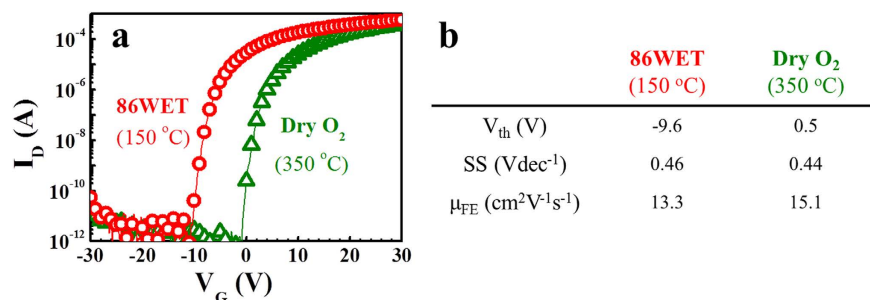 a
10⁻⁴
10⁻⁶
10⁻⁸
10⁻¹⁰
10⁻¹²
I_D (A)
86WET
(150 °C)
Dry O₂
(350 °C)
-30 -20 -10 0 10 20 30
V_G (V)
b
86WET Dry O₂
(150 °C) (350 °C)
V_th (V) -9.6 0.5
SS (Vdec⁻¹) 0.46 0.44
μ_FE (cm²V⁻¹s⁻¹) 13.3 15.1